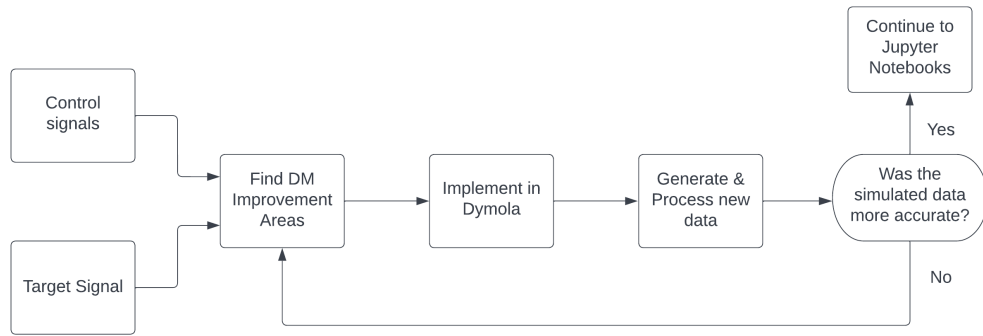 Continue to
Jupyter
Notebooks
Control
signals
Yes
Find DM
Improvement
Areas
Implement in
Dymola
Generate &
Process new
data
Was the
simulated data
more accurate?
Target Signal
No